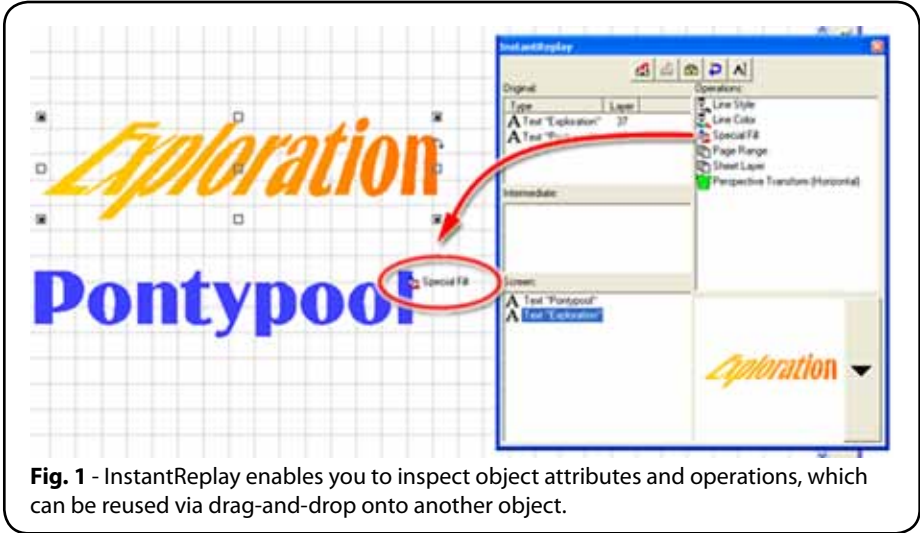 InstantReplay
Original:
Operations:
Type Layer
Text "Exploration" 37
Text
Line Style
Line Color
Special Fill
Page Range
Sheet Layer
Perspective Transform (Horizontal)
Intermediate:
Exploration
Special Fill
Pontypool
Screen:
Text "Pontypool"
Text "Exploration"
Exploration
Fig. 1 - InstantReplay enables you to inspect object attributes and operations, which
can be reused via drag-and-drop onto another object.